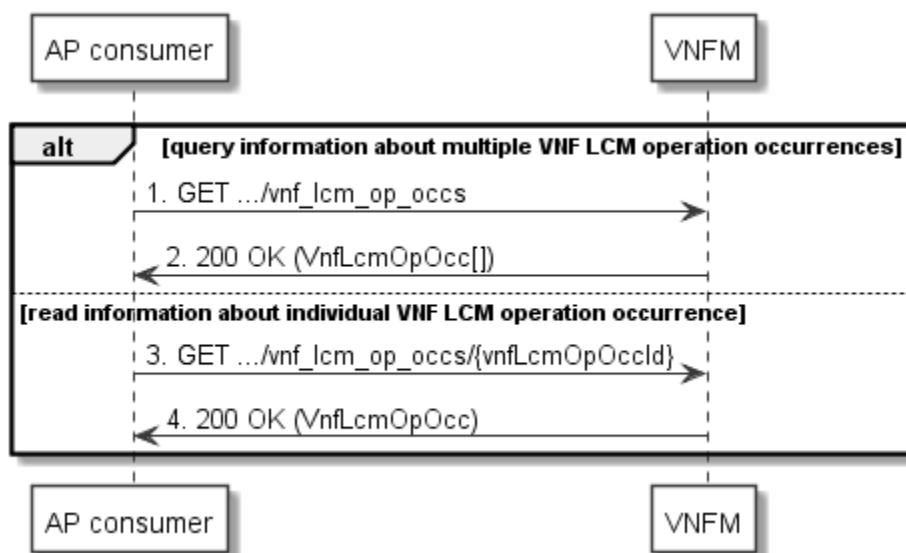 AP consumer
VNFM
alt
[query information about multiple VNF LCM operation occurrences]
1. GET .../vnf_lcm_op_occs
2. 200 OK (VnfLcmOpOcc[])
[read information about individual VNF LCM operation occurrence]
3. GET .../vnf_lcm_op_occs/{vnfLcmOpOccId}
4. 200 OK (VnfLcmOpOcc)
AP consumer
VNFM